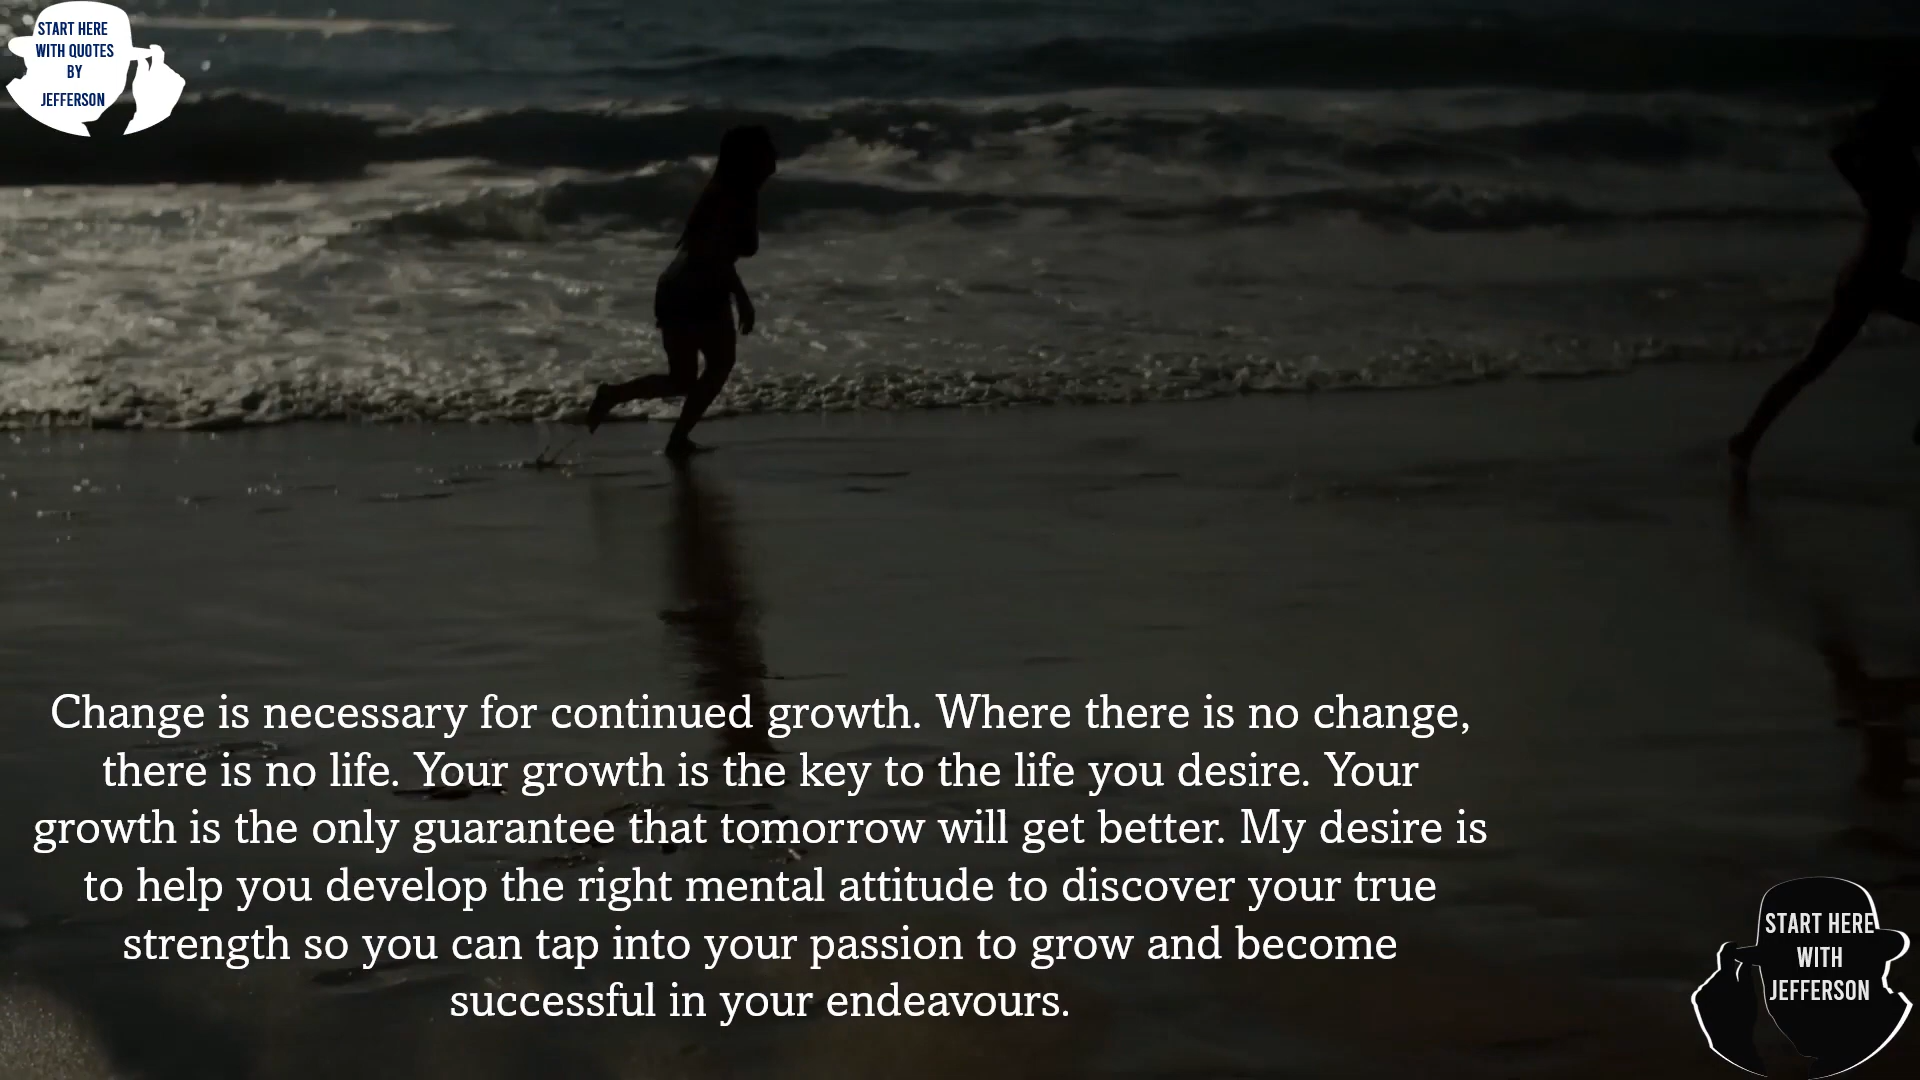 START HERE
WITH QUOTES
BY
JEFFERSON
Change is necessary for continued growth. Where there is no change,
there is no life. Your growth is the key to the life you desire. Your
growth is the only guarantee that tomorrow will get better. My desire is
to help you develop the right mental attitude to discover your true
strength so you can tap into your passion to grow and become
successful in your endeavours.
START HERE
WITH
JEFFERSON